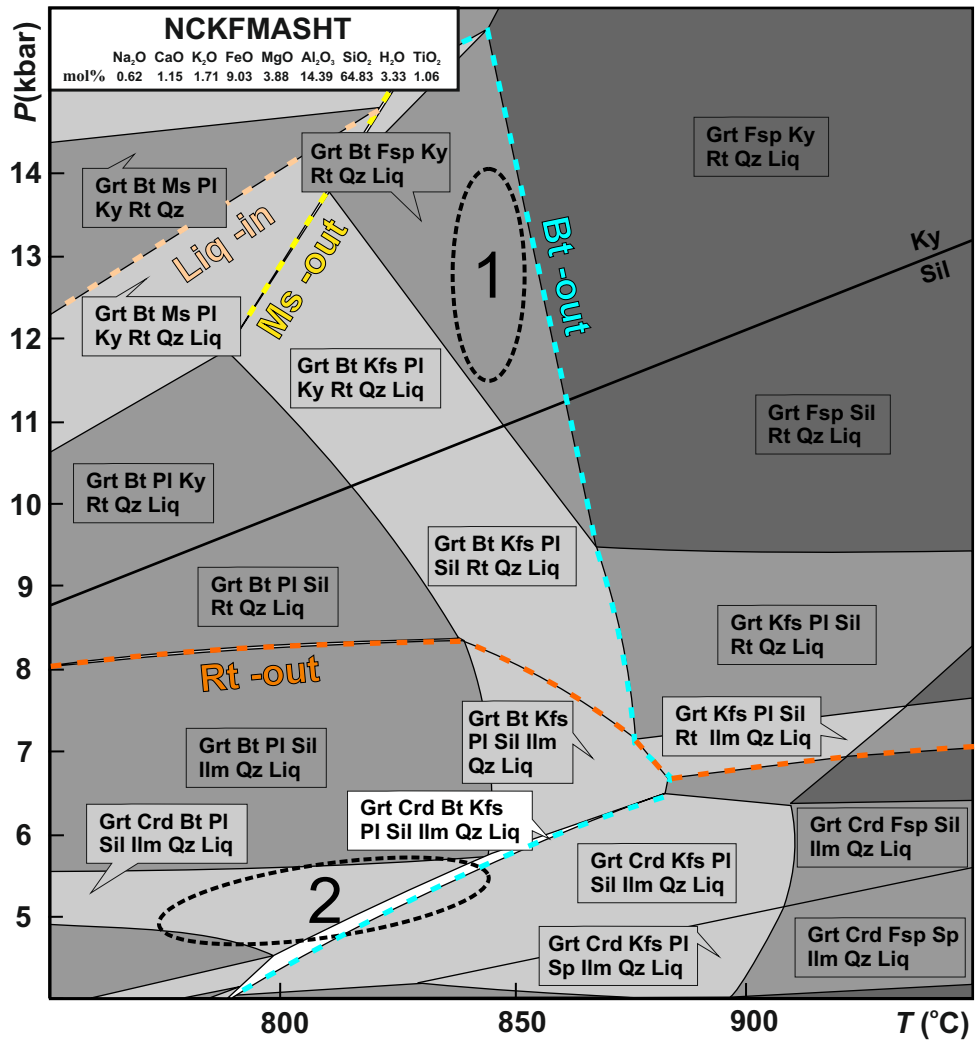 NCKFMASHT
Na₂O CaO K₂O FeO MgO Al₂O₃ SiO₂ H₂O TiO₂
mol% 0.62 1.15 1.71 9.03 3.88 14.39 64.83 3.33 1.06
P(kbar)
14
13
12
11
10
9
8
7
6
5
Grt Bt Fsp Ky
Rt Qz Liq
Grt Fsp Ky
Rt Qz Liq
Grt Bt Ms Pl
Ky Rt Qz
Liq -in
Ms -out
1
Bt -out
Ky
Sil
Grt Bt Ms Pl
Ky Rt Qz Liq
Grt Bt Kfs Pl
Ky Rt Qz Liq
Grt Fsp Sil
Rt Qz Liq
Grt Bt Pl Ky
Rt Qz Liq
Grt Bt Kfs Pl
Sil Rt Qz Liq
Grt Bt Pl Sil
Rt Qz Liq
Grt Kfs Pl Sil
Rt Qz Liq
Rt -out
Grt Bt Kfs
Pl Sil Ilm
Qz Liq
Grt Kfs Pl Sil
Rt Ilm Qz Liq
Grt Bt Pl Sil
Ilm Qz Liq
Grt Crd Bt Kfs
Pl Sil Ilm Qz Liq
Grt Crd Bt Pl
Sil Ilm Qz Liq
Grt Crd Fsp Sil
Ilm Qz Liq
Grt Crd Kfs Pl
Sil Ilm Qz Liq
2
Grt Crd Kfs Pl
Sp Ilm Qz Liq
Grt Crd Fsp Sp
Ilm Qz Liq
800 850 900 T (°C)